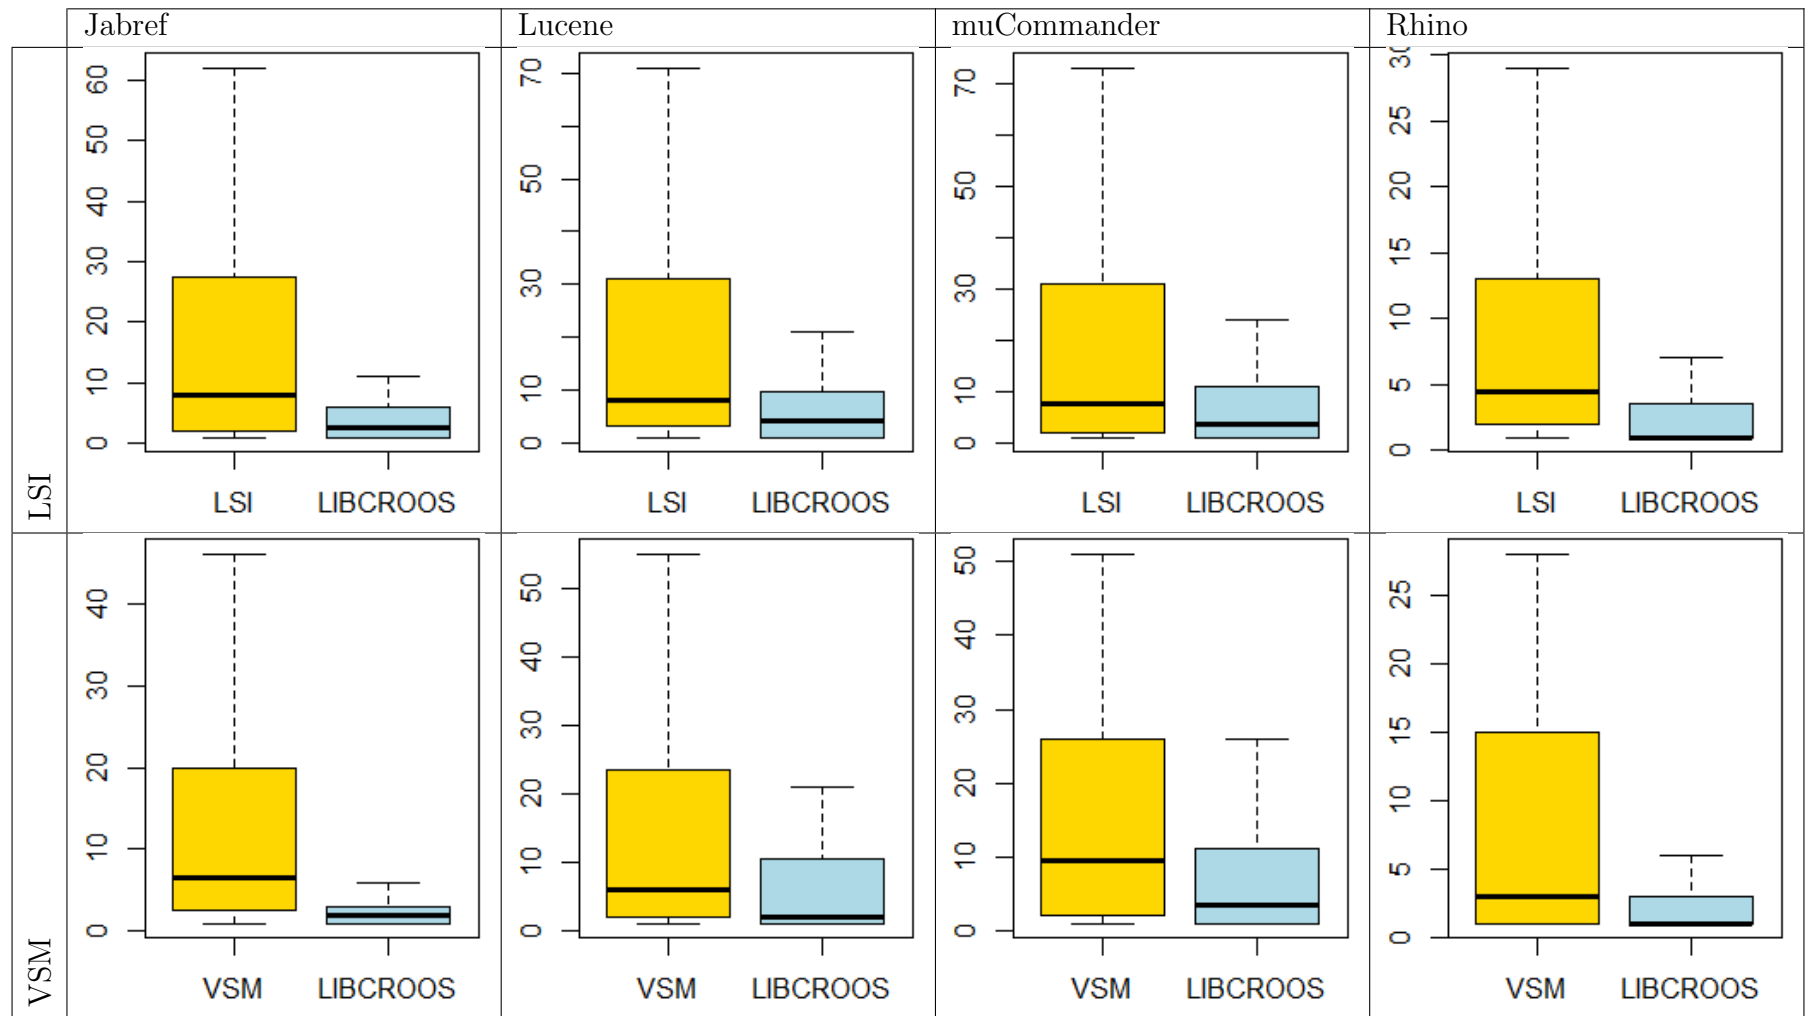 Jabref Lucene muCommander Rhino
LSI
0 10 20 30 40 50 60
LSI LIBCROOS
0 10 30 50 70
LSI LIBCROOS
0 10 30 50 70
LSI LIBCROOS
0 5 10 15 20 25 30
LSI LIBCROOS
VSM
0 10 20 30 40
VSM LIBCROOS
0 10 20 30 40 50
VSM LIBCROOS
0 10 20 30 40 50
VSM LIBCROOS
0 5 10 15 20 25
VSM LIBCROOS